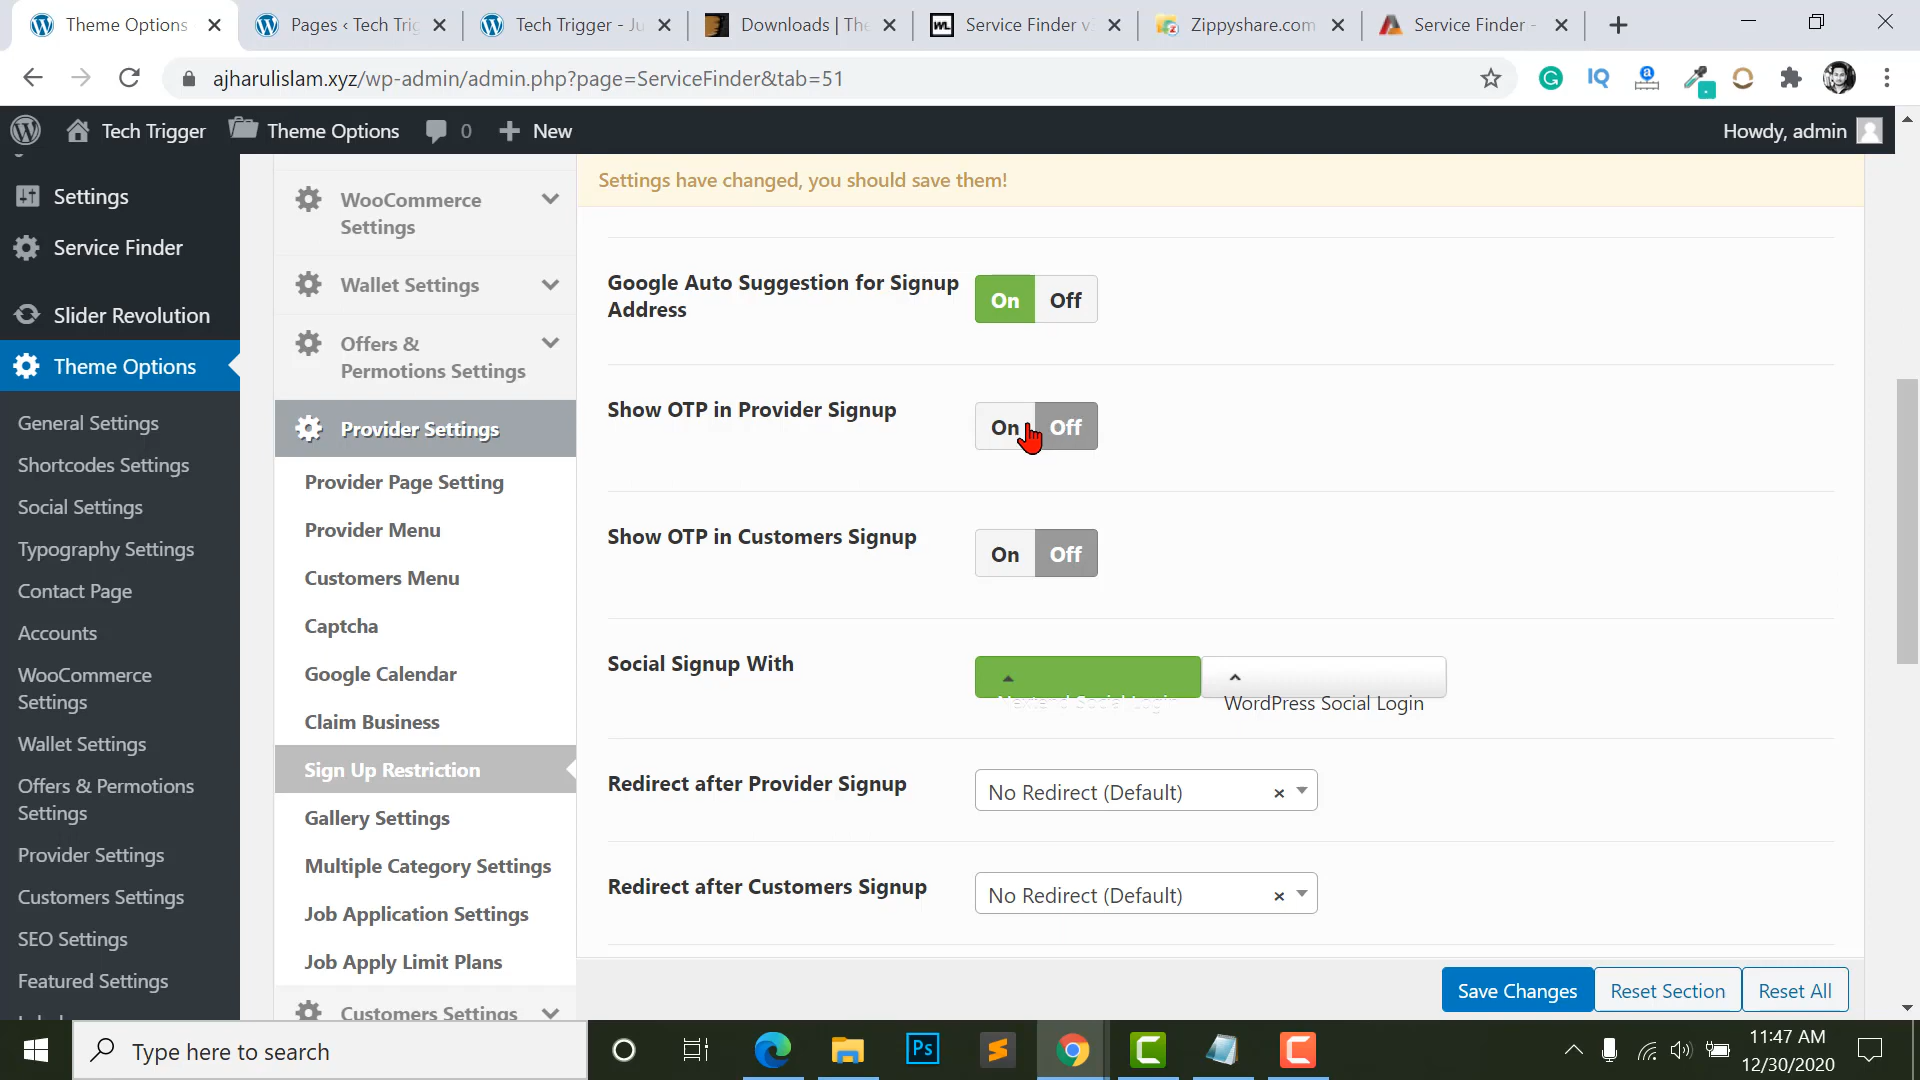 Theme Options
Pages ‹ Tech Trig
Tech Trigger - Ju
Downloads | The
WL Service Finder v
Zippyshare.com
Service Finder -
ajharulislam.xyz/wp-admin/admin.php?page=ServiceFinder&tab=51
Tech Trigger
Theme Options
0
New
Howdy, admin
Settings
Service Finder
Slider Revolution
Theme Options
General Settings
Shortcodes Settings
Social Settings
Typography Settings
Contact Page
Accounts
WooCommerce
Settings
Wallet Settings
Offers & Permotions
Settings
Provider Settings
Customers Settings
SEO Settings
Featured Settings
WooCommerce
Settings
Wallet Settings
Offers &
Permotions Settings
Provider Settings
Provider Page Setting
Provider Menu
Customers Menu
Captcha
Google Calendar
Claim Business
Sign Up Restriction
Gallery Settings
Multiple Category Settings
Job Application Settings
Job Apply Limit Plans
Customers Settings
Settings have changed, you should save them!
Google Auto Suggestion for Signup
Address
On Off
Show OTP in Provider Signup
On Off
Show OTP in Customers Signup
On Off
Social Signup With
Nextend Social Login
WordPress Social Login
Redirect after Provider Signup
No Redirect (Default) ×
Redirect after Customers Signup
No Redirect (Default) ×
Save Changes
Reset Section
Reset All
Type here to search
Ps
11:47 AM
12/30/2020